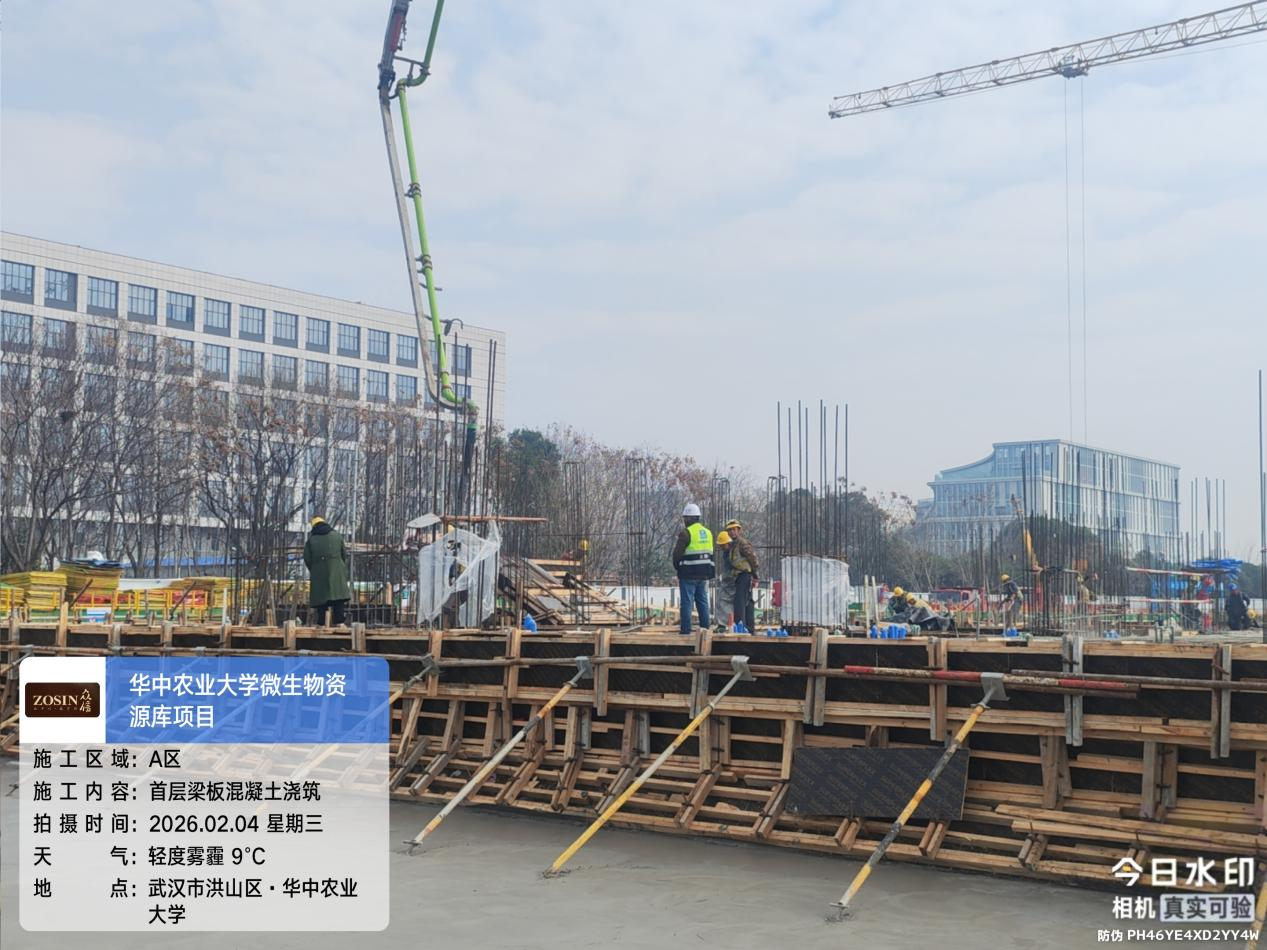 ZOSIN 众信
华中农业大学微生物资
源库项目
施工区域：A区
施工内容：首层梁板混凝土浇筑
拍摄时间：2026.02.04 星期三
天气：轻度雾霾 9°C
地点：武汉市洪山区·华中农业
大学
今日水印
相机 真实可验
防伪 PH46YE4XD2YY4W